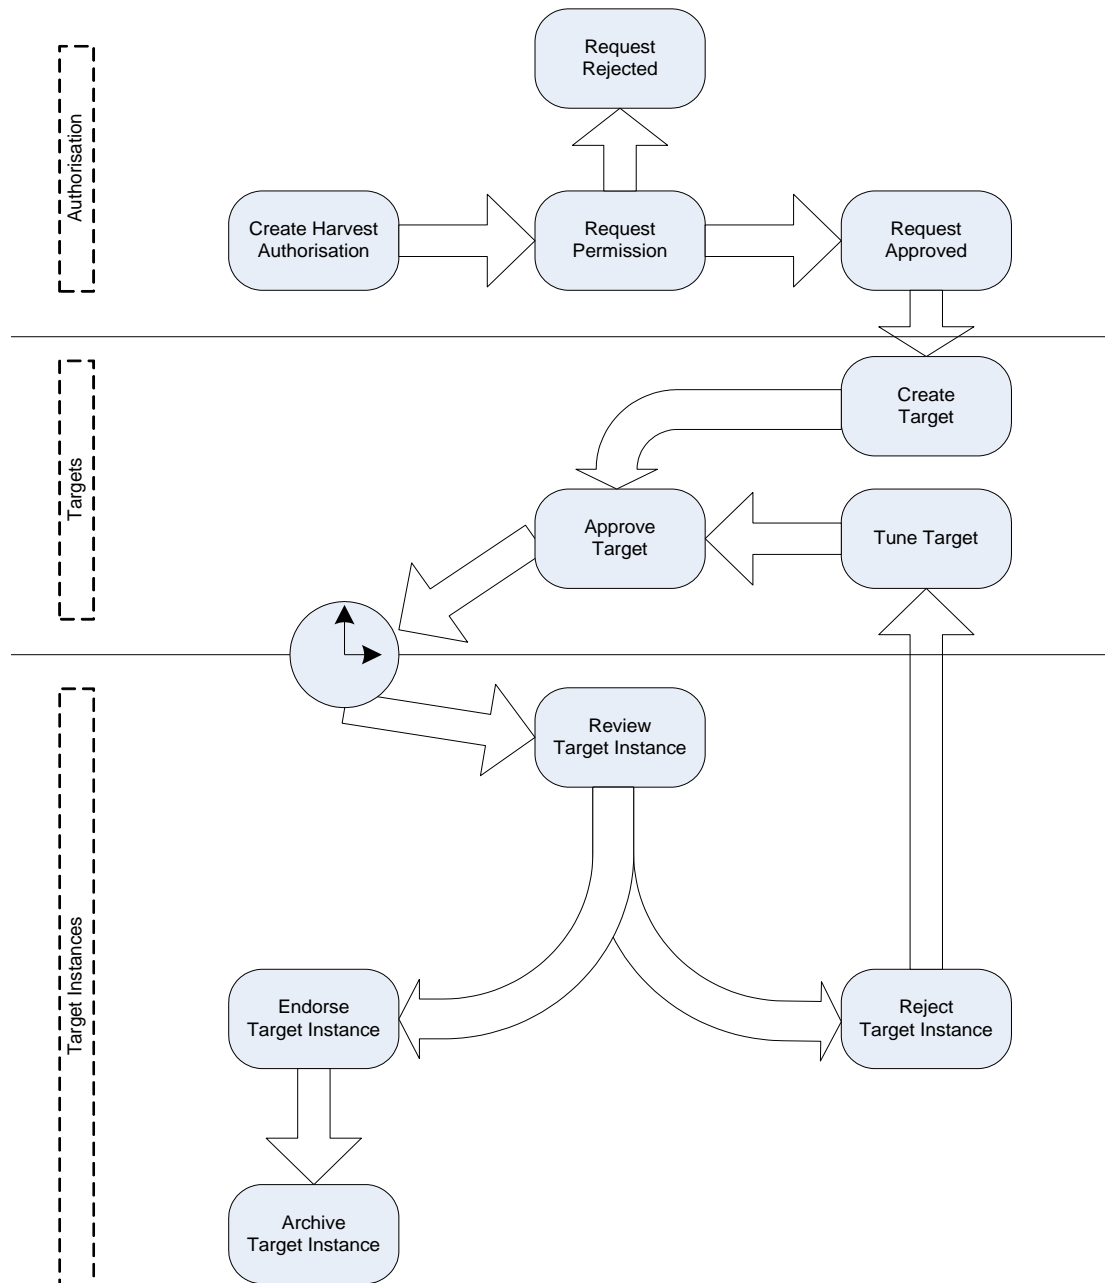 Authorisation
Request
Rejected
Create Harvest
Authorisation
Request
Permission
Request
Approved
Targets
Create
Target
Approve
Target
Tune Target
Target Instances
Review
Target Instance
Endorse
Target Instance
Reject
Target Instance
Archive
Target Instance